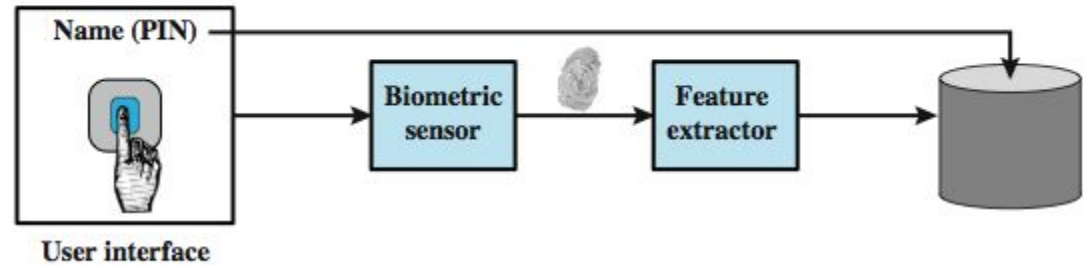 Name (PIN)
Biometric
sensor
Feature
extractor
User interface